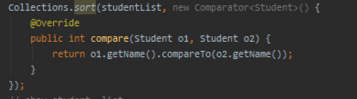 Collections.sort(studentList, new Comparator<Student>() {
@Override
public int compare(Student o1, Student o2) {
return o1.getName().compareTo(o2.getName());
}
});